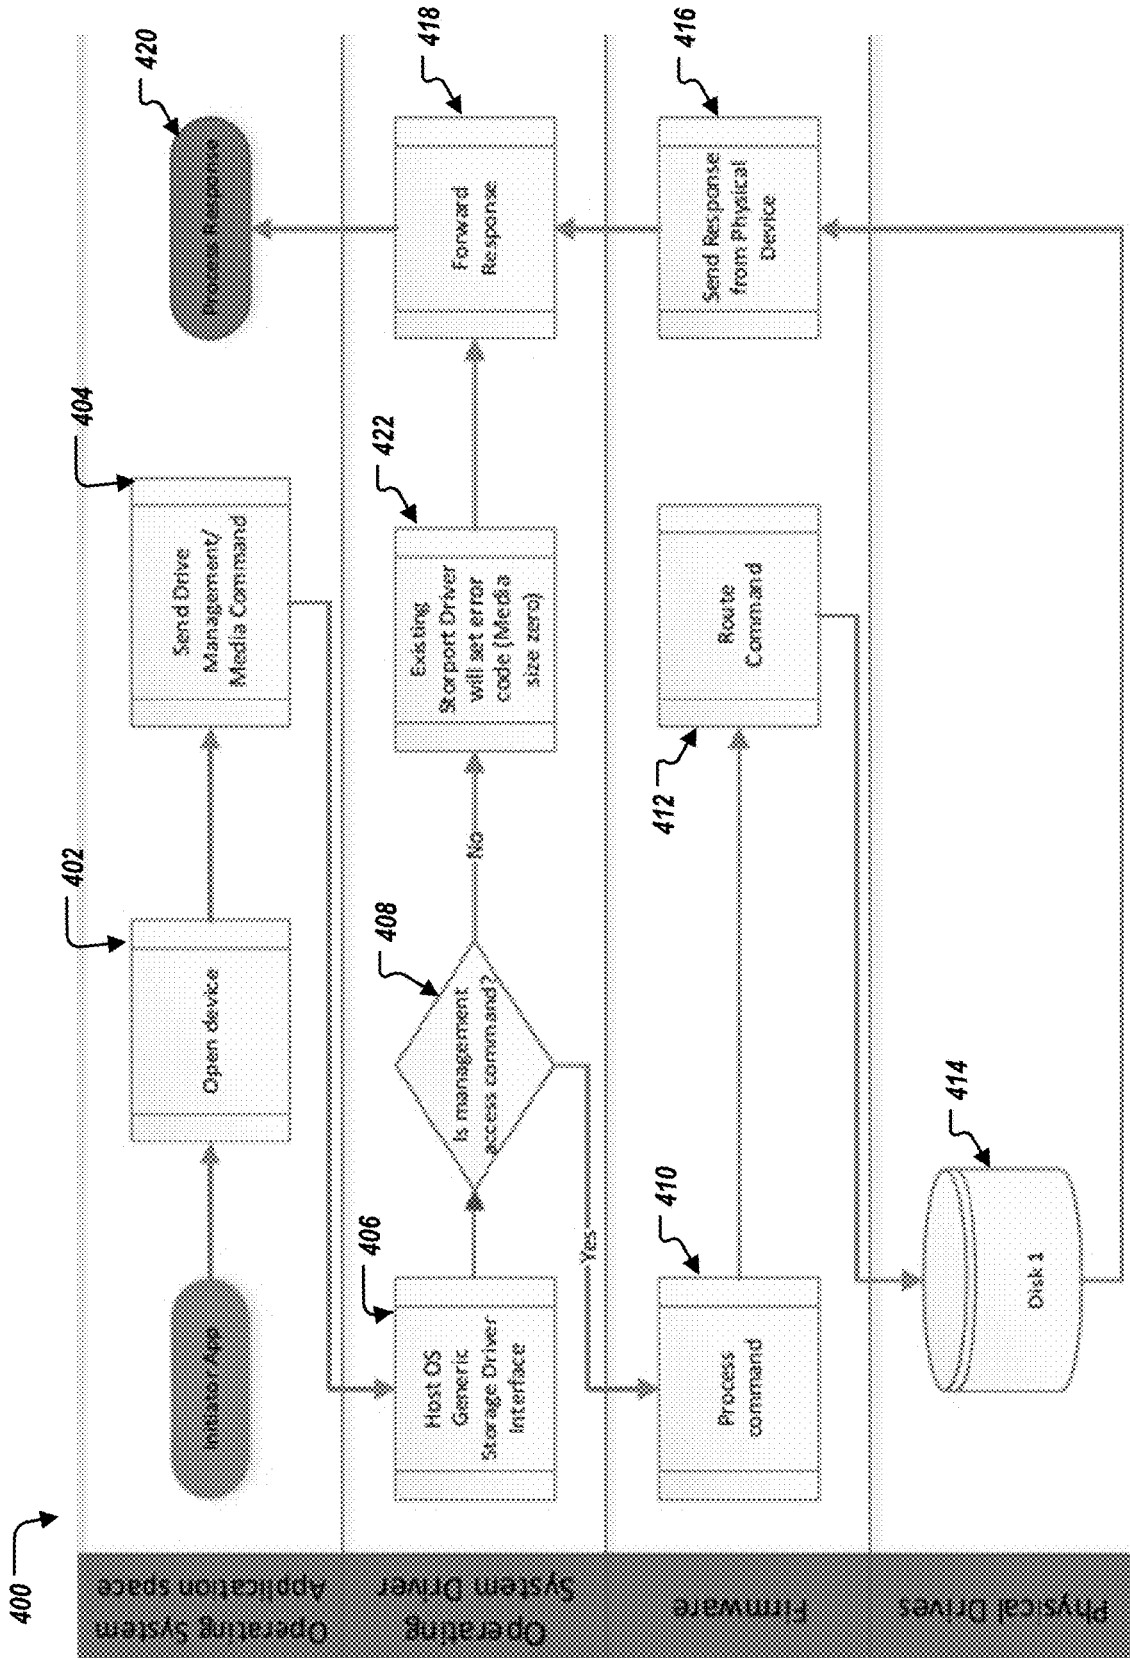 400
Operating System
Application space
Initiator App
402
Open device
404
Send Drive
Management/
Media Command
420
Process Response
Operating
System Driver
406
Host OS
Generic
Storage Driver
Interface
408
Is management
access command?
No
Yes
422
Existing
Storport Driver
will set error
code (Media
size zero)
418
Forward
Response
Firmware
410
Process
command
412
Route
Command
416
Send Response
from Physical
Device
Physical Drives
414
Disk 1